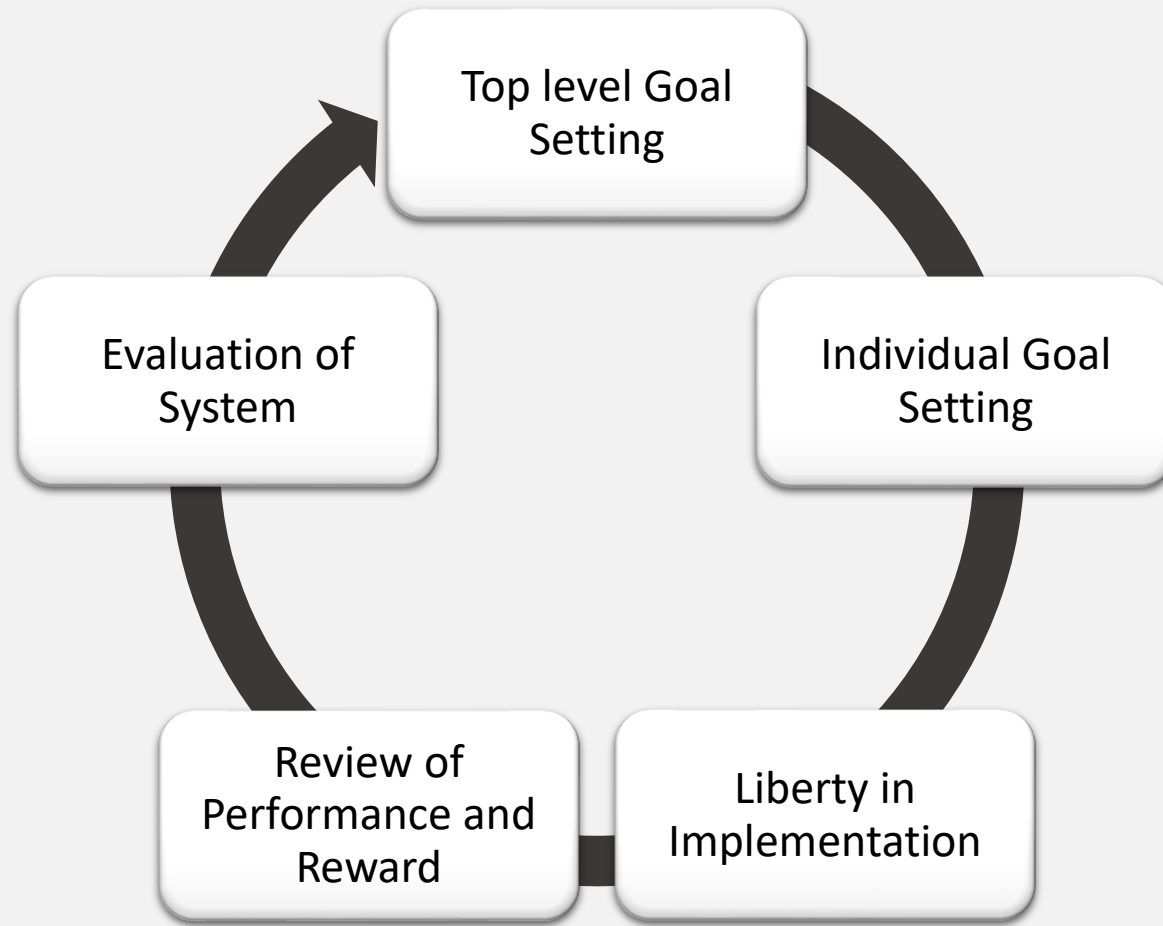 Top level Goal
Setting
Individual Goal
Setting
Liberty in
Implementation
Review of
Performance and
Reward
Evaluation of
System